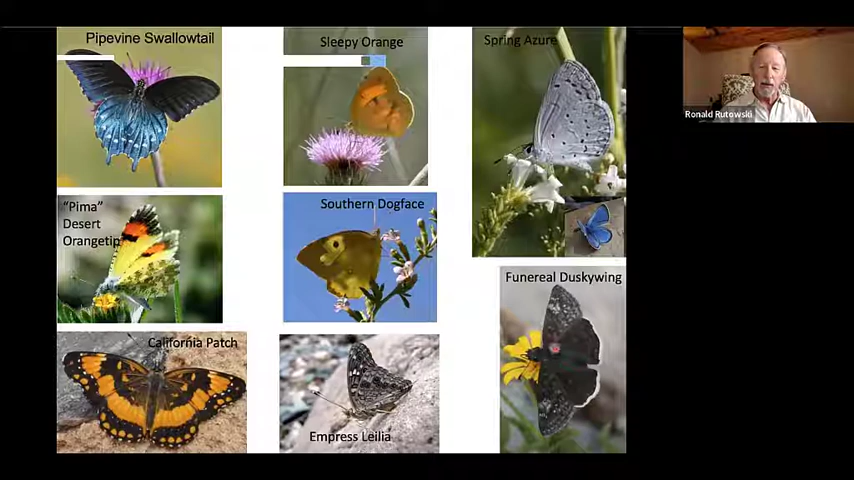 Pipevine Swallowtail
Sleepy Orange
Spring Azure
Ronald Rutowski
“Pima”
Desert
Orangetip
Southern Dogface
Funereal Duskywing
California Patch
Empress Leilia